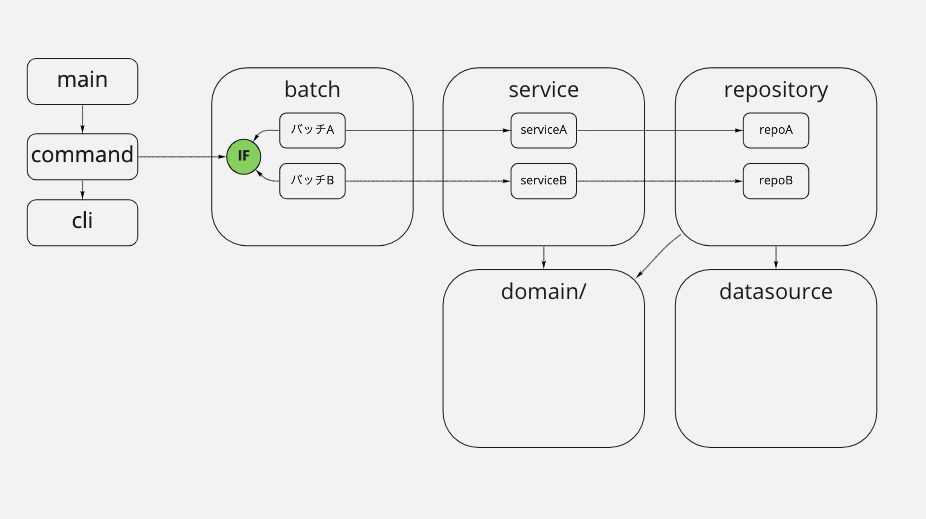 main
command
cli
batch
IF
バッチA
バッチB
service
serviceA
serviceB
repository
repoA
repoB
domain/
datasource